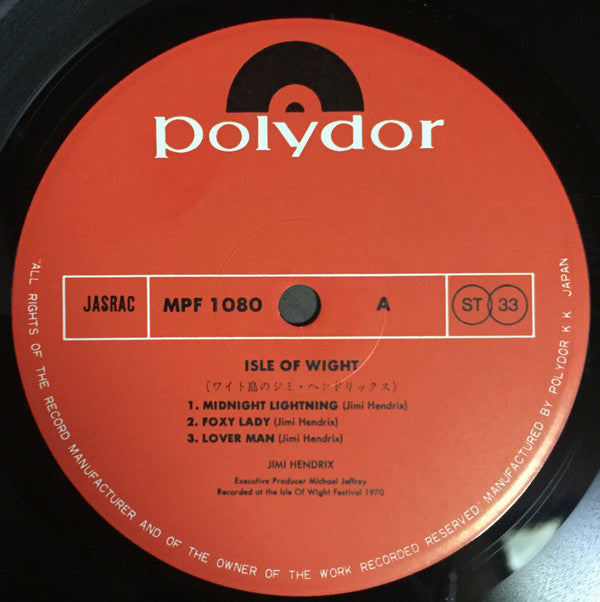 polydor
JASRAC MPF 1080 A ST 33
ISLE OF WIGHT
(ワイト島のジミ・ヘンドリックス)
1. MIDNIGHT LIGHTNING (Jimi Hendrix)
2. FOXY LADY (Jimi Hendrix)
3. LOVER MAN (Jimi Hendrix)
JIMI HENDRIX
Executive Producer Michael Jeffrey
Recorded at the Isle Of Wight Festival 1970
"ALL RIGHTS OF THE RECORD MANUFACTURER AND OF THE OWNER OF THE WORK RECORDED RESERVED." MANUFACTURED BY POLYDOR K K JAPAN